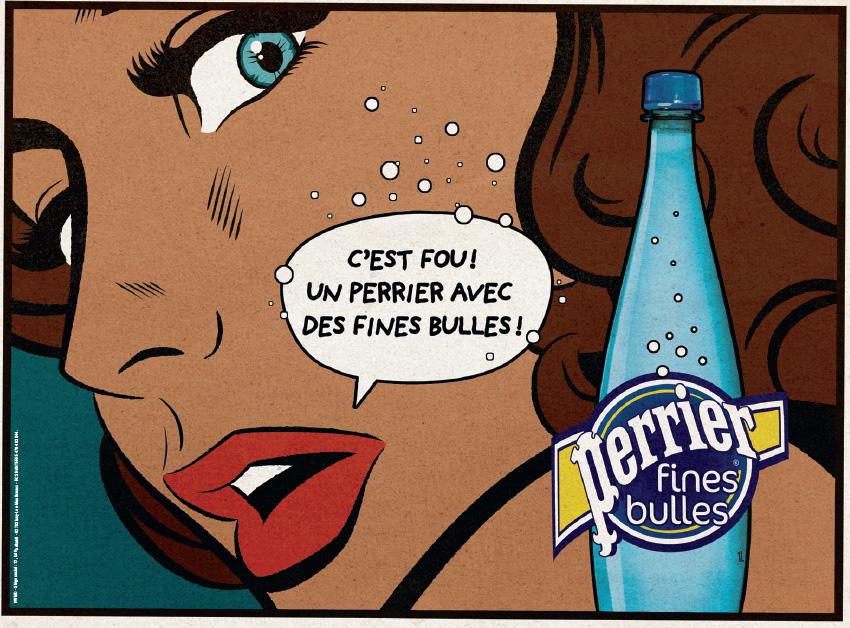 C'EST FOU!
UN PERRIER AVEC
DES FINES BULLES!
perrier
fines
bulles®
1L